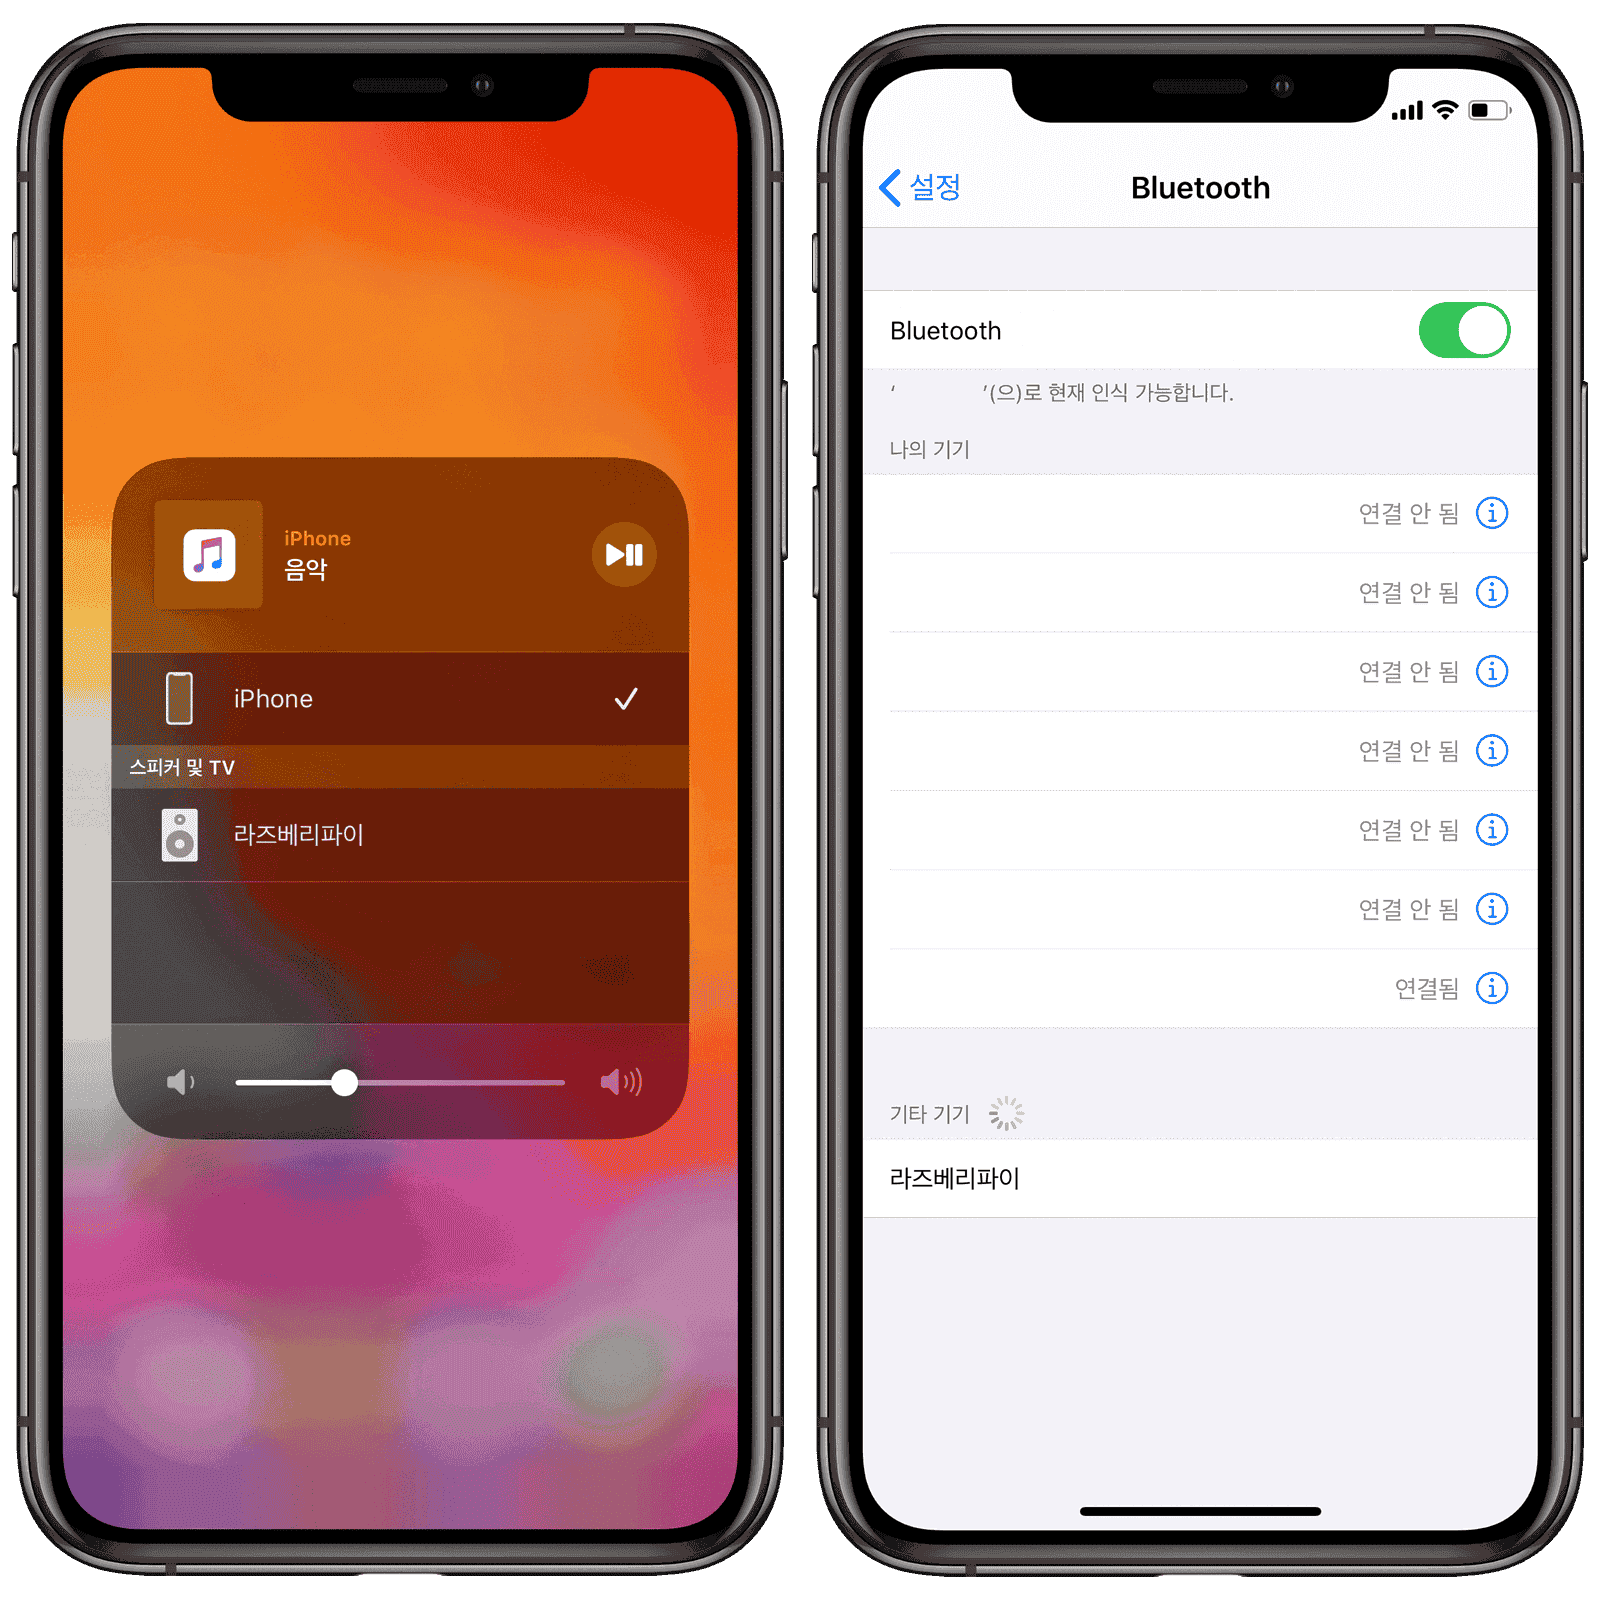 iPhone
음악
iPhone
스피커 및 TV
라즈베리파이
설정
Bluetooth
Bluetooth
‘ ’(으)로 현재 인식 가능합니다.
나의 기기
연결 안 됨
연결 안 됨
연결 안 됨
연결 안 됨
연결 안 됨
연결 안 됨
연결됨
기타 기기
라즈베리파이